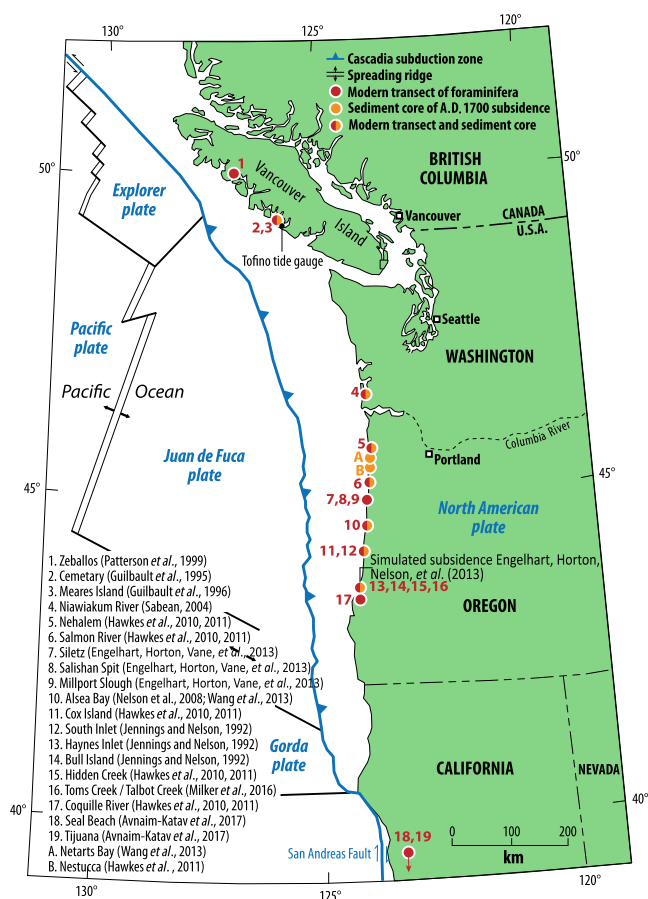 130°
125°
120°
Cascadia subduction zone
Spreading ridge
Modern transect of foraminifera
Sediment core of A.D. 1700 subsidence
Modern transect and sediment core
50°
50°
1
BRITISH
COLUMBIA
Explorer
plate
Vancouver
Island
Vancouver
CANADA
U.S.A.
2,3
Tofino tide gauge
Seattle
Pacific
plate
WASHINGTON
Pacific Ocean
4
Columbia River
5
A
B
Portland
Juan de Fuca
plate
45°
45°
6
7,8,9
North American
plate
10
11,12
Simulated subsidence Engelhart, Horton,
Nelson, et al. (2013)
13,14,15,16
17
OREGON
1. Zeballos (Patterson et al., 1999)
2. Cemetary (Guilbault et al., 1995)
3. Meares Island (Guilbault et al., 1996)
4. Niawiakum River (Sabean, 2004)
5. Nehalem (Hawkes et al., 2010, 2011)
6. Salmon River (Hawkes et al., 2010, 2011)
7. Siletz (Engelhart, Horton, Vane, et al., 2013)
8. Salishan Spit (Engelhart, Horton, Vane, et al., 2013)
9. Millport Slough (Engelhart, Horton, Vane, et al., 2013)
10. Alsea Bay (Nelson et al., 2008; Wang et al., 2013)
11. Cox Island (Hawkes et al., 2010, 2011)
12. South Inlet (Jennings and Nelson, 1992)
13. Haynes Inlet (Jennings and Nelson, 1992)
14. Bull Island (Jennings and Nelson, 1992)
15. Hidden Creek (Hawkes et al., 2010, 2011)
16. Toms Creek / Talbot Creek (Milker et al., 2016)
17. Coquille River (Hawkes et al., 2010, 2011)
18. Seal Beach (Avnaim-Katav et al., 2017)
19. Tijuana (Avnaim-Katav et al., 2017)
A. Netarts Bay (Wang et al., 2013)
B. Nestucca (Hawkes et al. , 2011)
Gorda
plate
CALIFORNIA
NEVADA
40°
40°
18,19
San Andreas Fault
0 100 200
km
130°
125°
120°